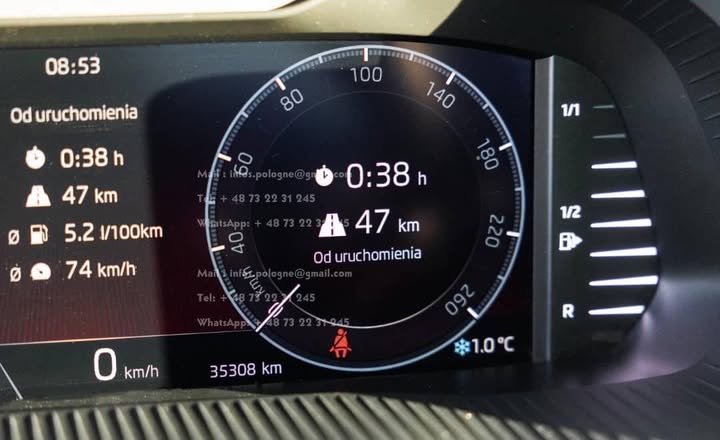 08:53
Od uruchomienia
0:38 h
47 km
ø 5.2 l/100km
ø 74 km/h
0 km/h
35308 km
100
80
140
60
180
40
220
km/h
0
260
0:38 h
47 km
Od uruchomienia
1.0 °C
1/1
1/2
R
Mail : infos.pologne@gmail.com
Tel: + 48 73 22 31 245
WhatsApp: + 48 73 22 31 245
Mail : infos.pologne@gmail.com
Tel: + 48 73 22 31 245
WhatsApp: + 48 73 22 31 245